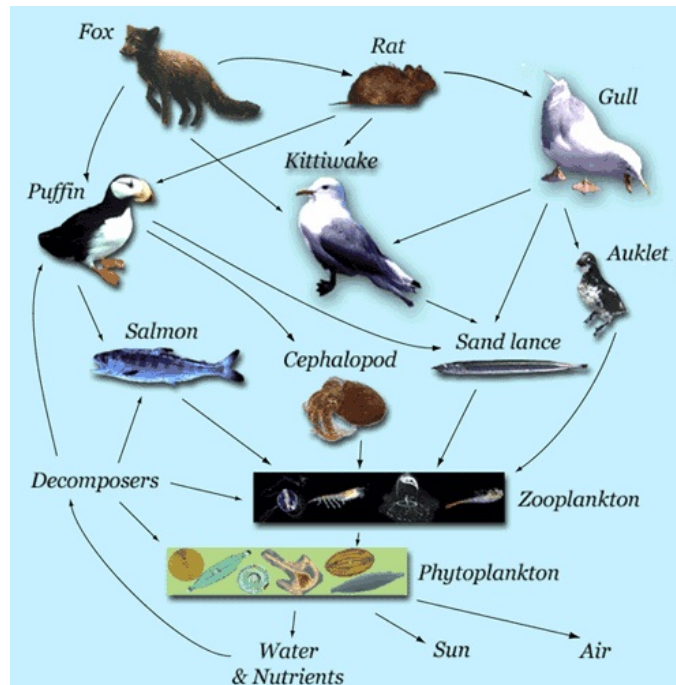 Fox
Rat
Gull
Kittiwake
Puffin
Auklet
Salmon
Sand lance
Cephalopod
Decomposers
Zooplankton
Phytoplankton
Water
& Nutrients
Sun
Air